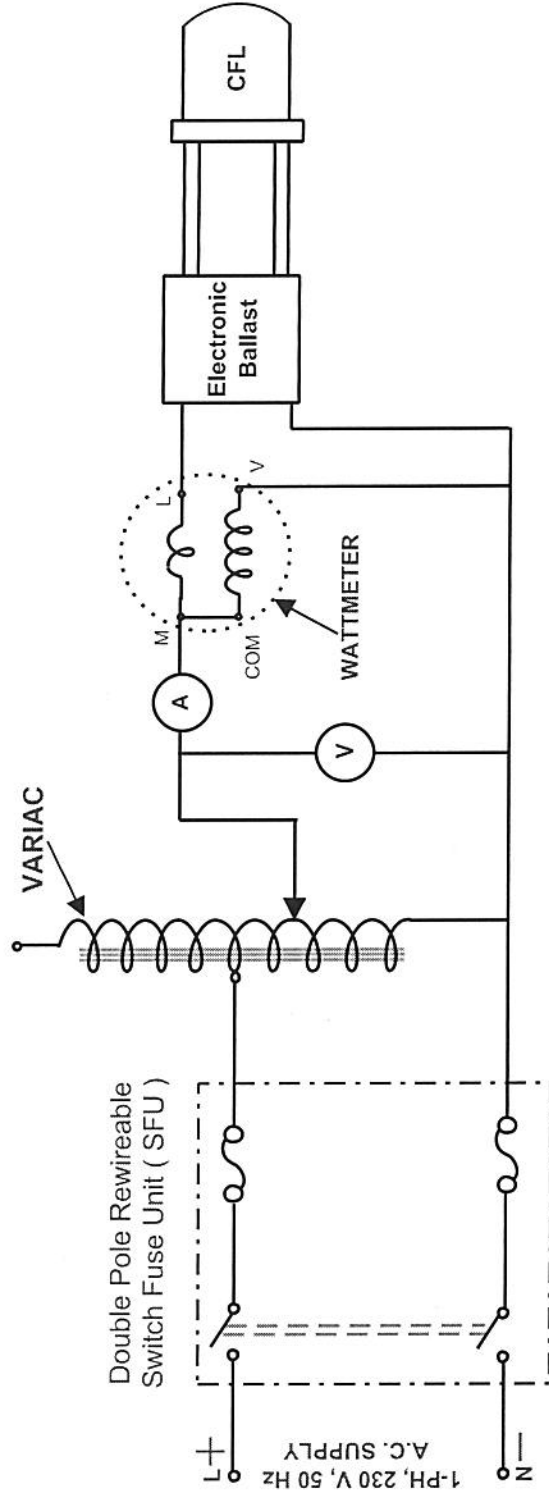 Double Pole Rewireable
Switch Fuse Unit ( SFU )
L
1-PH, 230 V, 50 Hz
A.C. SUPPLY
N
VARIAC
A
V
M
L
COM
V
WATTMETER
Electronic
Ballast
CFL